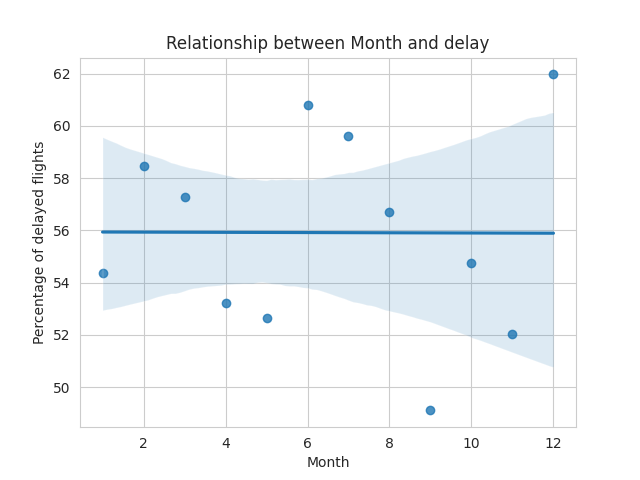 Relationship between Month and delay
Percentage of delayed flights
62
60
58
56
54
52
50
2 4 6 8 10 12
Month